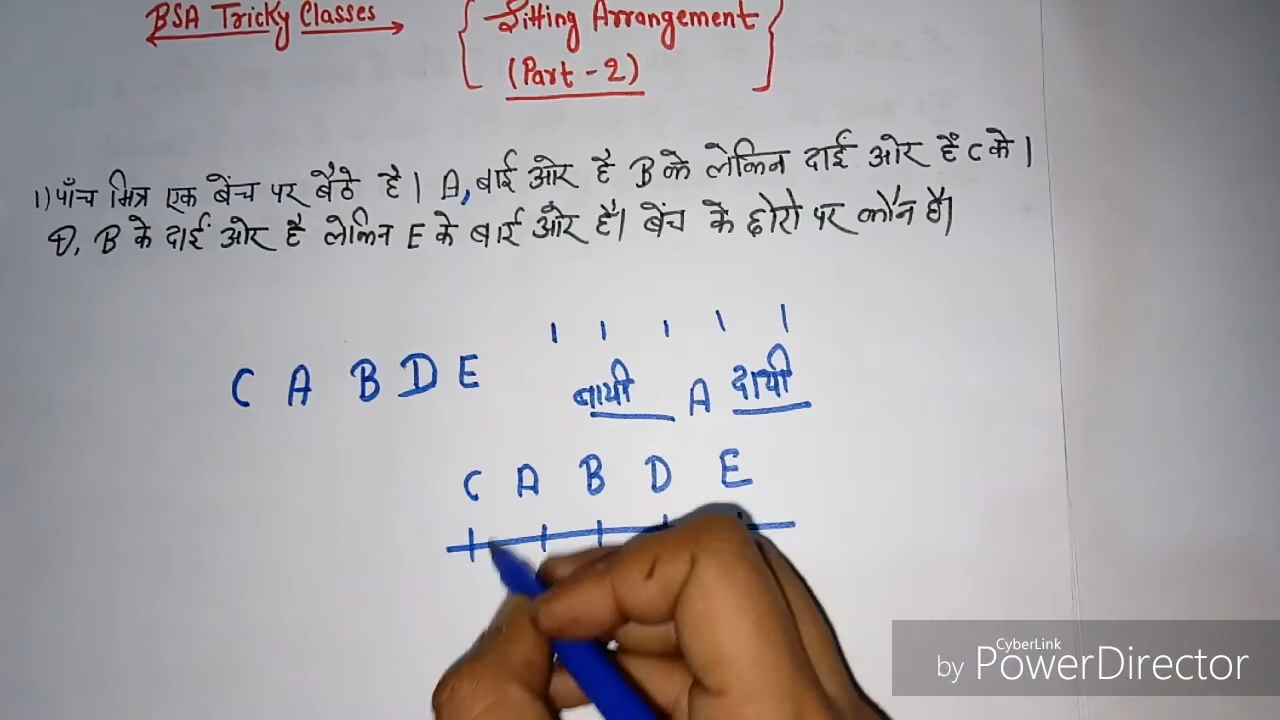 BSA Tricky Classes
Sitting Arrangement
(Part - 2)
1) पाँच मित्र एक बेंच पर बैठे है। A, बाई ओर है B के लेकिन दाईं ओर है C के।
D, B के दाईं ओर है लेकिन E के बाई ओर है। बेंच के छोरो पर कौन है।
C A B D E
बायी A दायी
C A B D E
CyberLink
by PowerDirector